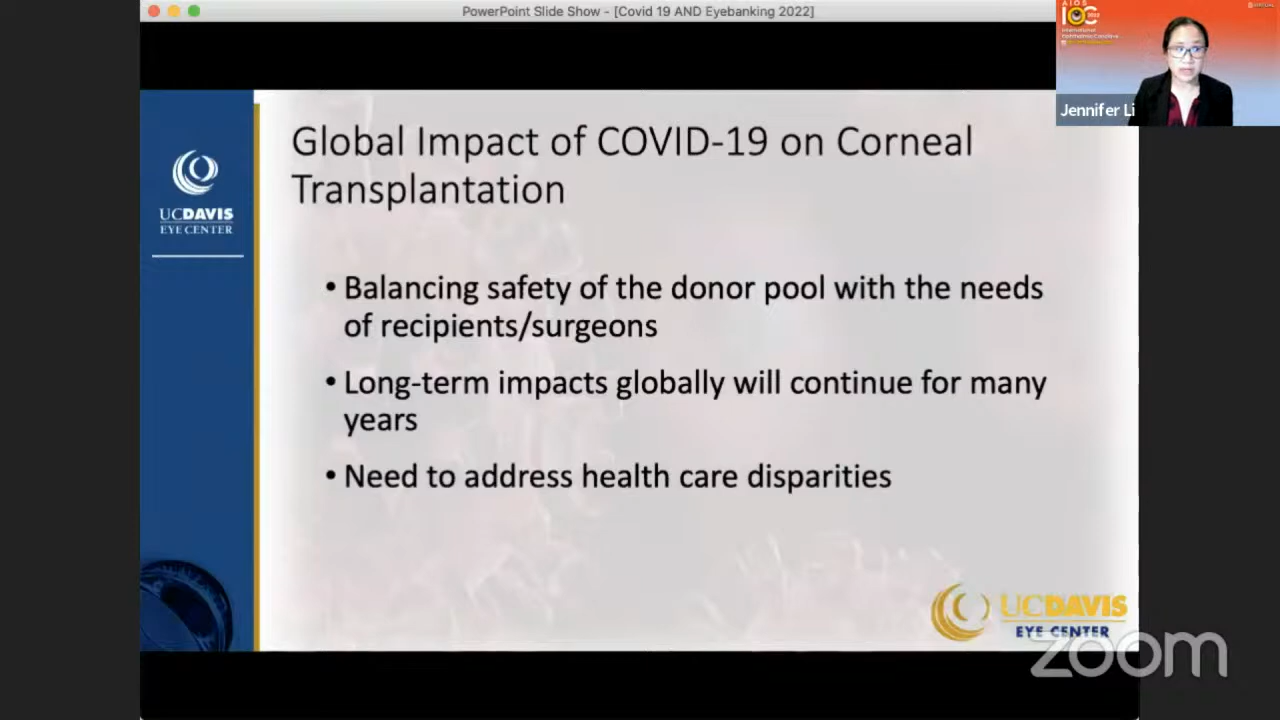 PowerPoint Slide Show - [Covid 19 AND Eyebanking 2022]
AIOS
IOC
Jennifer Li
Global Impact of COVID-19 on Corneal
Transplantation
UCDAVIS
EYE CENTER
• Balancing safety of the donor pool with the needs
of recipients/surgeons
• Long-term impacts globally will continue for many
years
• Need to address health care disparities
UCDAVIS
EYE CENTER
zoom